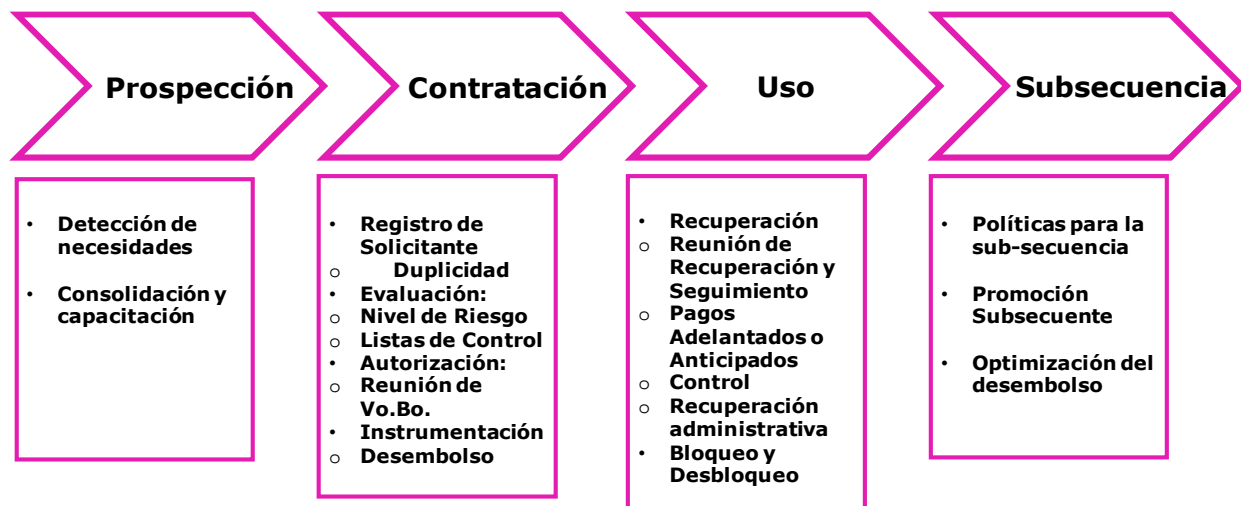 Prospección
Contratación
Uso
Subsecuencia
• Detección de
necesidades
• Consolidación y
capacitación
• Registro de
Solicitante
o Duplicidad
• Evaluación:
o Nivel de Riesgo
o Listas de Control
• Autorización:
o Reunión de
Vo.Bo.
• Instrumentación
o Desembolso
• Recuperación
o Reunión de
Recuperación y
Seguimiento
o Pagos
Adelantados o
Anticipados
o Control
o Recuperación
administrativa
• Bloqueo y
Desbloqueo
• Políticas para la
sub-secuencia
• Promoción
Subsecuente
• Optimización del
desembolso